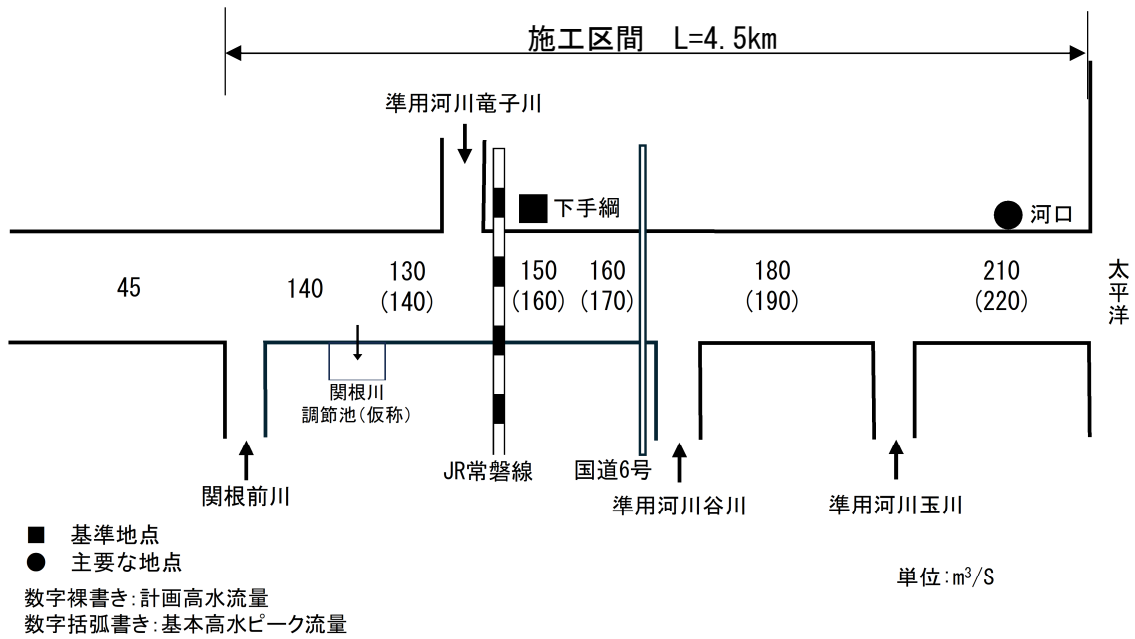 施工区間　L=4.5km
準用河川竜子川
下手綱
河口
45
140
130
(140)
150
(160)
160
(170)
180
(190)
210
(220)
太平洋
関根川
調節池(仮称)
関根前川
JR常磐線
国道6号
準用河川谷川
準用河川玉川
■　基準地点
●　主要な地点
単位:m³/S
数字裸書き:計画高水流量
数字括弧書き:基本高水ピーク流量